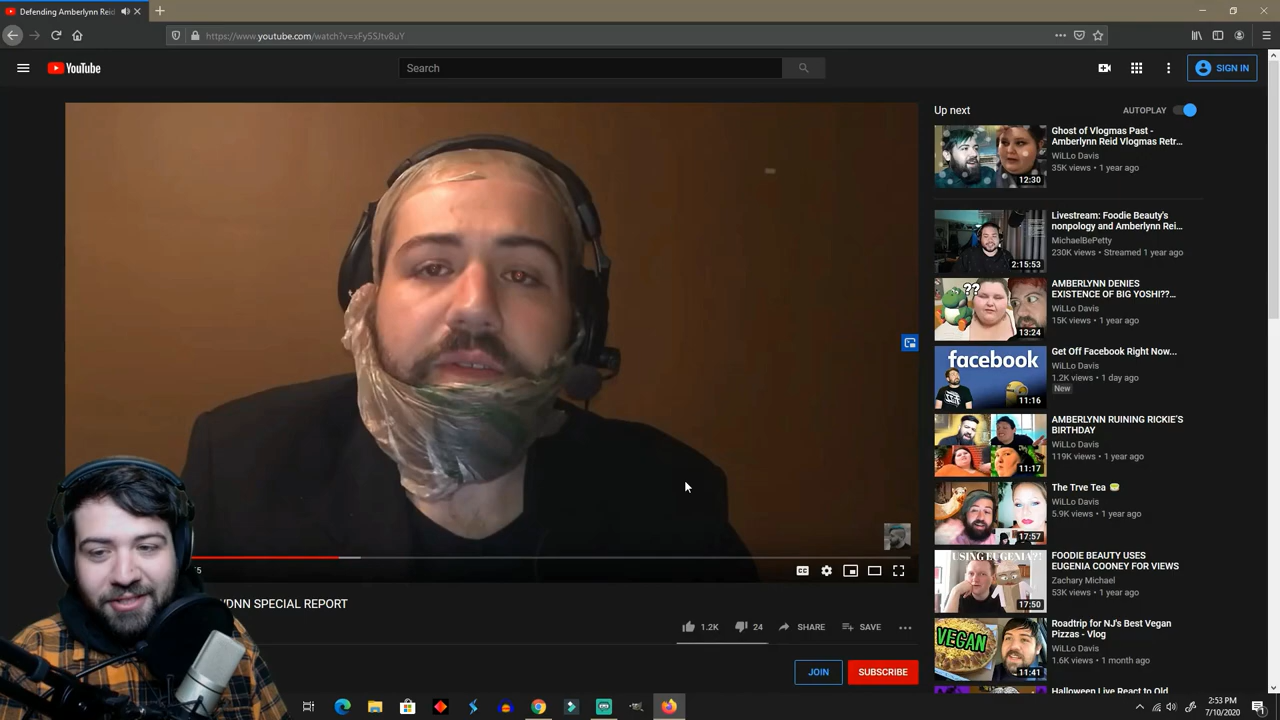 Defending Amberlynn Reid
https://www.youtube.com/watch?v=xFy5SJtv8uY
YouTube
Search
SIGN IN
Up next
AUTOPLAY
Ghost of Vlogmas Past -
Amberlynn Reid Vlogmas Retr...
WiLLo Davis
35K views • 1 year ago
12:30
Livestream: Foodie Beauty's
nonpology and Amberlynn Rei...
MichaelBePetty
230K views • Streamed 1 year ago
2:15:53
AMBERLYNN DENIES
EXISTENCE OF BIG YOSHI??...
WiLLo Davis
15K views • 1 year ago
??
13:24
Get Off Facebook Right Now...
WiLLo Davis
1.2K views • 1 day ago
New
facebook
11:16
AMBERLYNN RUINING RICKIE'S
BIRTHDAY
WiLLo Davis
119K views • 1 year ago
11:17
The Trve Tea
WiLLo Davis
5.9K views • 1 year ago
17:57
FOODIE BEAUTY USES
EUGENIA COONEY FOR VIEWS
Zachary Michael
53K views • 1 year ago
USING EUGENIA?!
17:50
Roadtrip for NJ's Best Vegan
Pizzas - Vlog
WiLLo Davis
1.6K views • 1 month ago
VEGAN
11:41
Halloween Live React to Old
CC
DNN SPECIAL REPORT
1.2K
24
SHARE
SAVE
JOIN
SUBSCRIBE
2:53 PM
7/10/2020